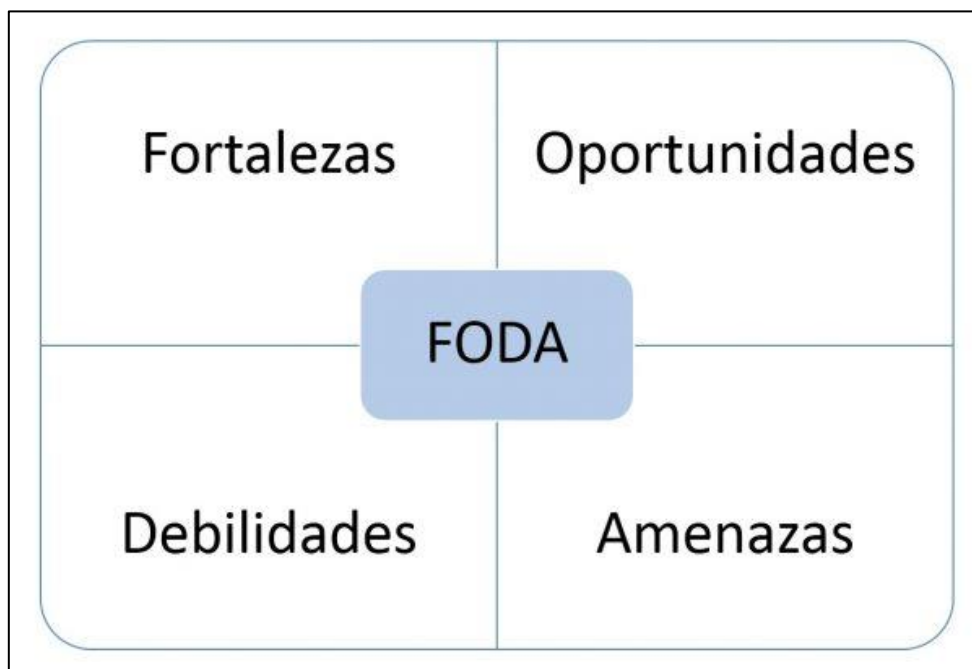 Fortalezas
Oportunidades
FODA
Debilidades
Amenazas